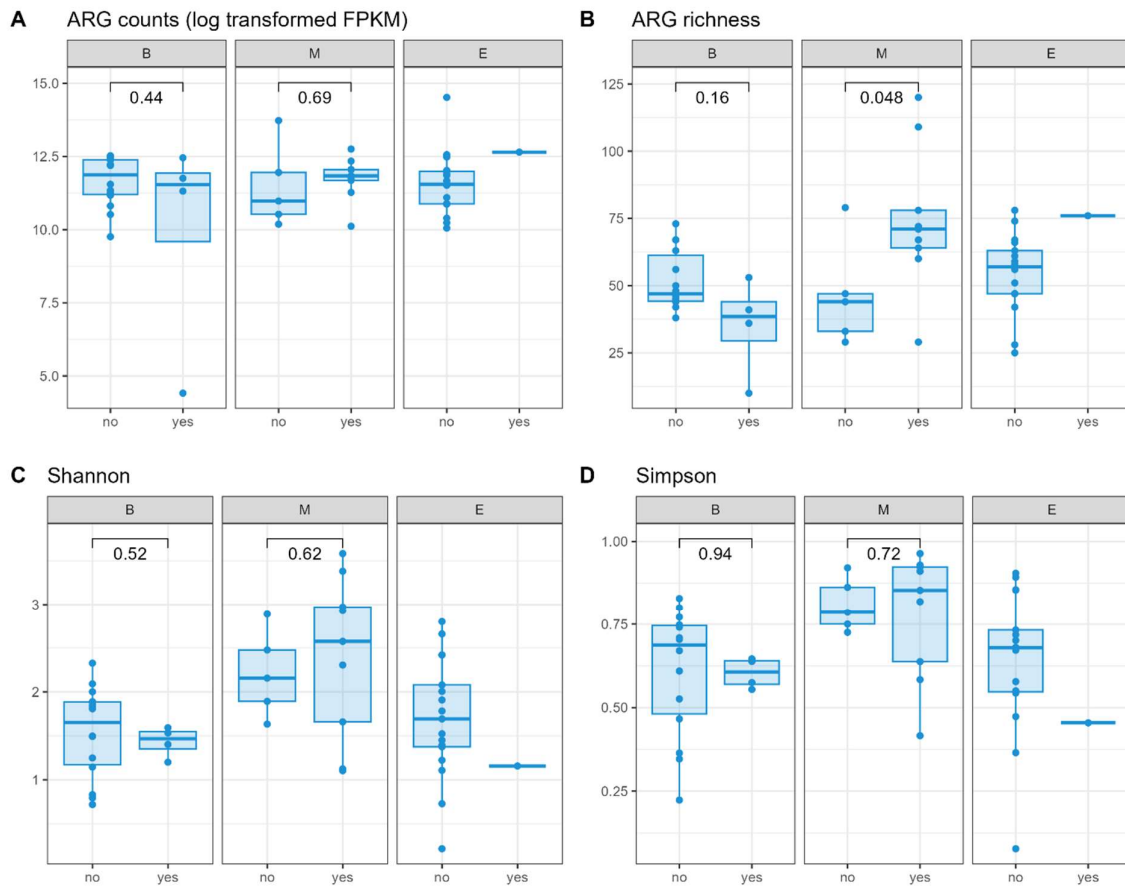 A ARG counts (log transformed FPKM)
B M E
15.0
12.5
10.0
7.5
5.0
0.44 0.69
no yes no yes no yes
B ARG richness
B M E
125
100
75
50
25
0.16 0.048
no yes no yes no yes
C Shannon
B M E
3
2
1
0.52 0.62
no yes no yes no yes
D Simpson
B M E
1.00
0.75
0.50
0.25
0.94 0.72
no yes no yes no yes